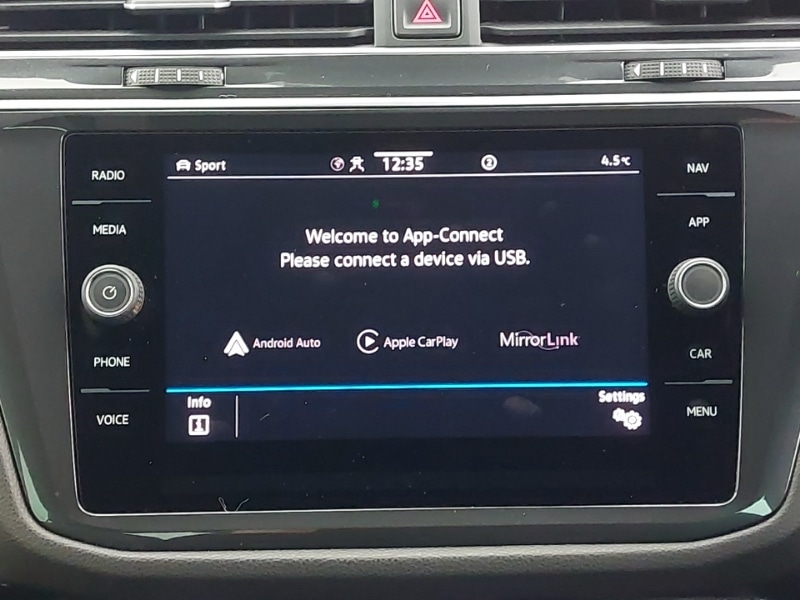 RADIO
MEDIA
PHONE
VOICE
Sport
12:35
2
4.5°C
Welcome to App-Connect
Please connect a device via USB.
Android Auto
Apple CarPlay
MirrorLink
Info
Settings
NAV
APP
CAR
MENU